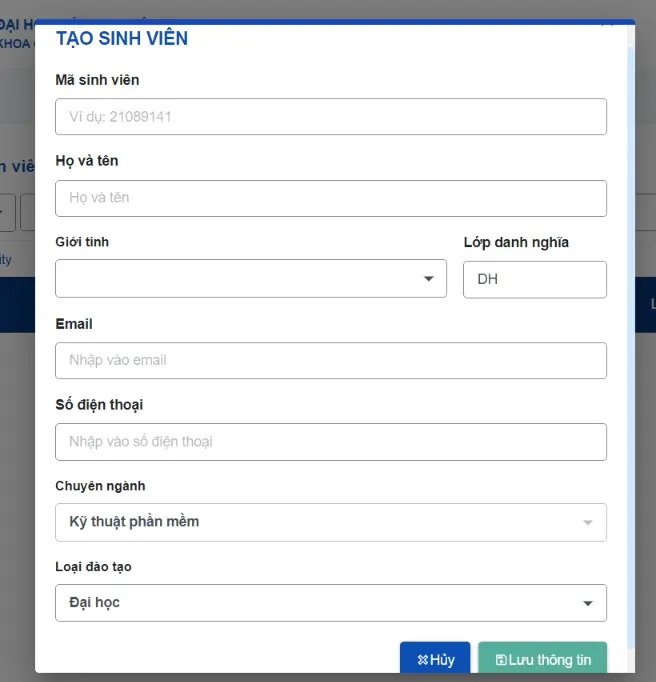 ĐẠI H
KHOA
TẠO SINH VIÊN
Mã sinh viên
Ví dụ: 21089141
Họ và tên
Họ và tên
Giới tính Lớp danh nghĩa
DH
Email
Nhập vào email
Số điện thoại
Nhập vào số điện thoại
Chuyên ngành
Kỹ thuật phần mềm
Loại đào tạo
Đại học
Hủy Lưu thông tin